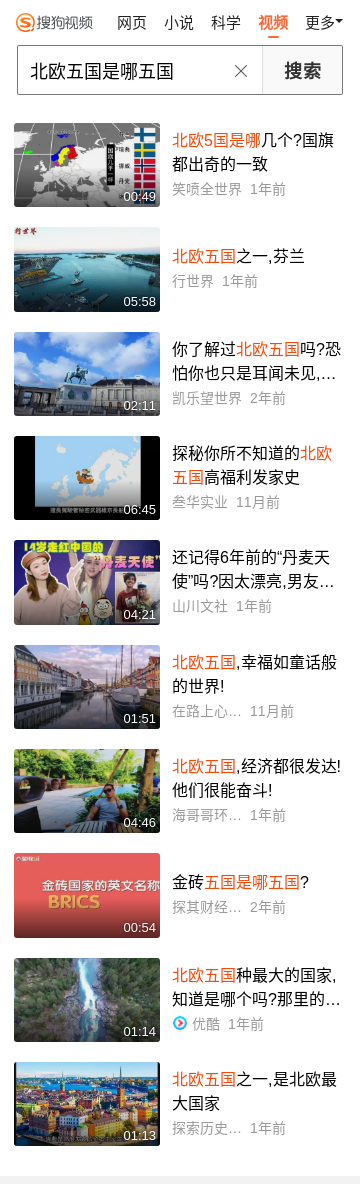 搜狗视频
网页 小说 科学 视频 更多
北欧五国是哪五国
搜索
北欧5国是哪几个?国旗
都出奇的一致
笑喷全世界 1年前
00:49
北欧五国之一,芬兰
行世界 1年前
行世界
05:58
你了解过北欧五国吗?恐
怕你也只是耳闻未见,…
凯乐望世界 2年前
02:11
探秘你所不知道的北欧
五国高福利发家史
叁华实业 11月前
06:45
还记得6年前的“丹麦天
使”吗?因太漂亮,男友…
山川文社 1年前
14岁走红中国的
“丹麦天使”
04:21
北欧五国,幸福如童话般
的世界!
在路上心… 11月前
01:51
北欧五国,经济都很发达!
他们很能奋斗!
海哥哥环… 1年前
04:46
金砖五国是哪五国?
探其财经… 2年前
金砖国家的英文名称
BRICS
00:54
北欧五国种最大的国家,
知道是哪个吗?那里的…
优酷 1年前
01:14
北欧五国之一,是北欧最
大国家
探索历史… 1年前
01:13